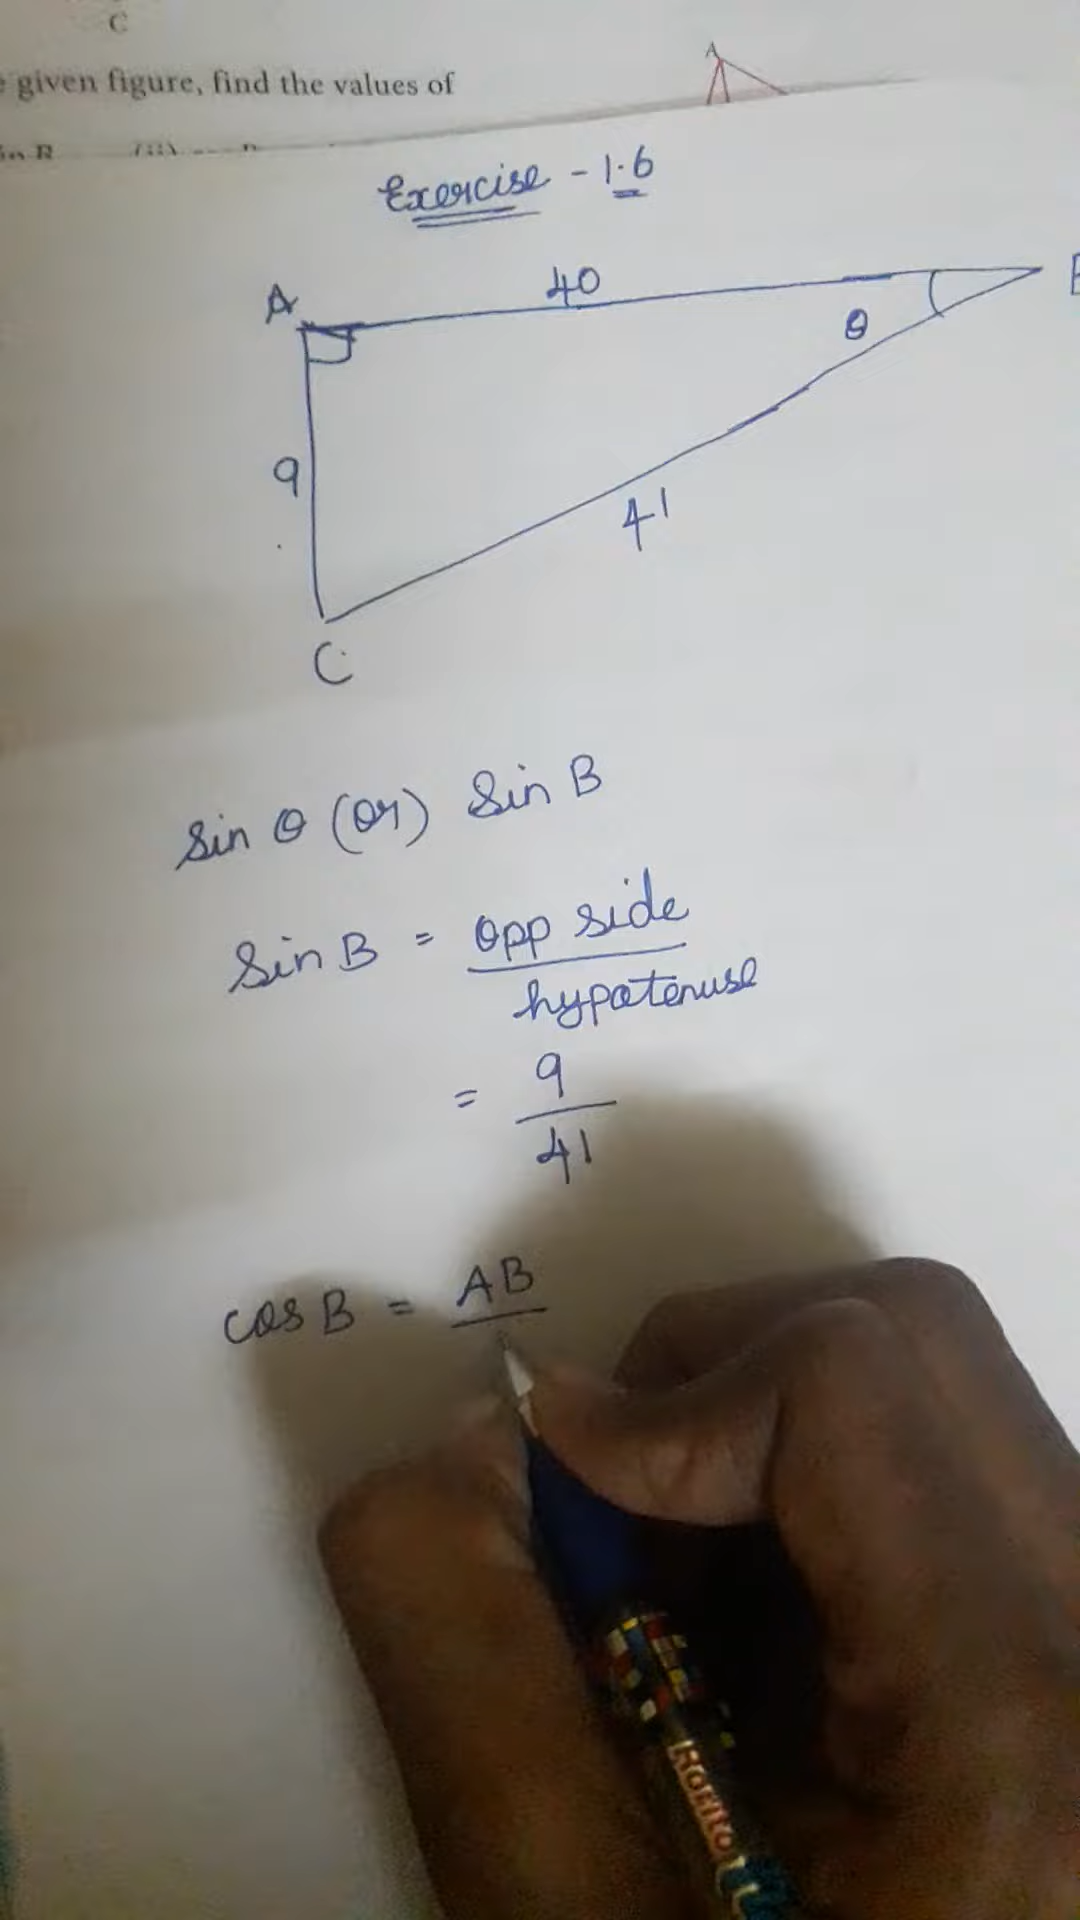 C
given figure, find the values of
A
Exercise - 1.6
A
40
θ
9
41
C
Sin θ (or) Sin B
Sin B = Opp side
hypotenuse
= 9
41
cos B = AB